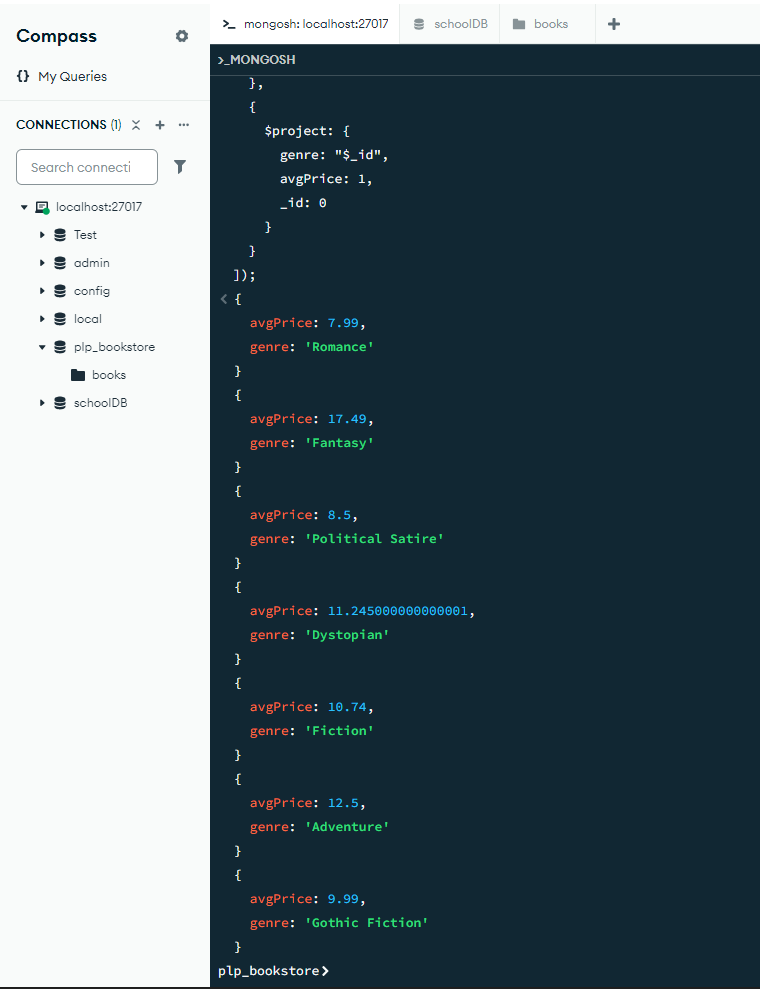 Compass
{} My Queries
CONNECTIONS (1)
Search connecti
localhost:27017
Test
admin
config
local
plp_bookstore
books
schoolDB
>_ mongosh: localhost:27017
schoolDB
books
>_MONGOSH
},
{
$project: {
genre: "$_id",
avgPrice: 1,
_id: 0
}
}
]);
< {
avgPrice: 7.99,
genre: 'Romance'
}
{
avgPrice: 17.49,
genre: 'Fantasy'
}
{
avgPrice: 8.5,
genre: 'Political Satire'
}
{
avgPrice: 11.245000000000001,
genre: 'Dystopian'
}
{
avgPrice: 10.74,
genre: 'Fiction'
}
{
avgPrice: 12.5,
genre: 'Adventure'
}
{
avgPrice: 9.99,
genre: 'Gothic Fiction'
}
plp_bookstore>